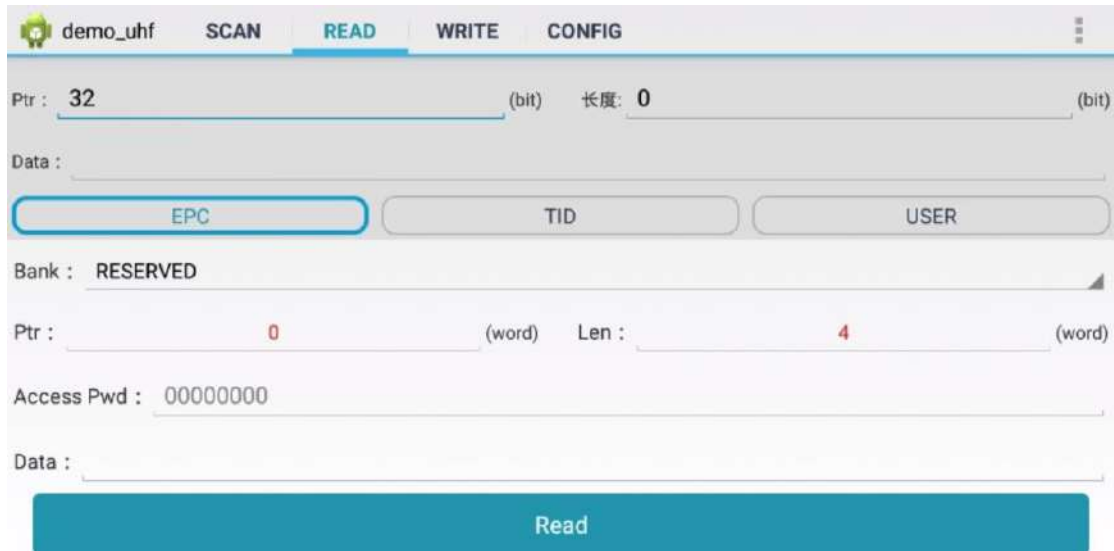 demo_uhf SCAN READ WRITE CONFIG
Ptr : 32 (bit) 长度: 0 (bit)
Data :
EPC TID USER
Bank : RESERVED
Ptr : 0 (word) Len : 4 (word)
Access Pwd : 00000000
Data :
Read